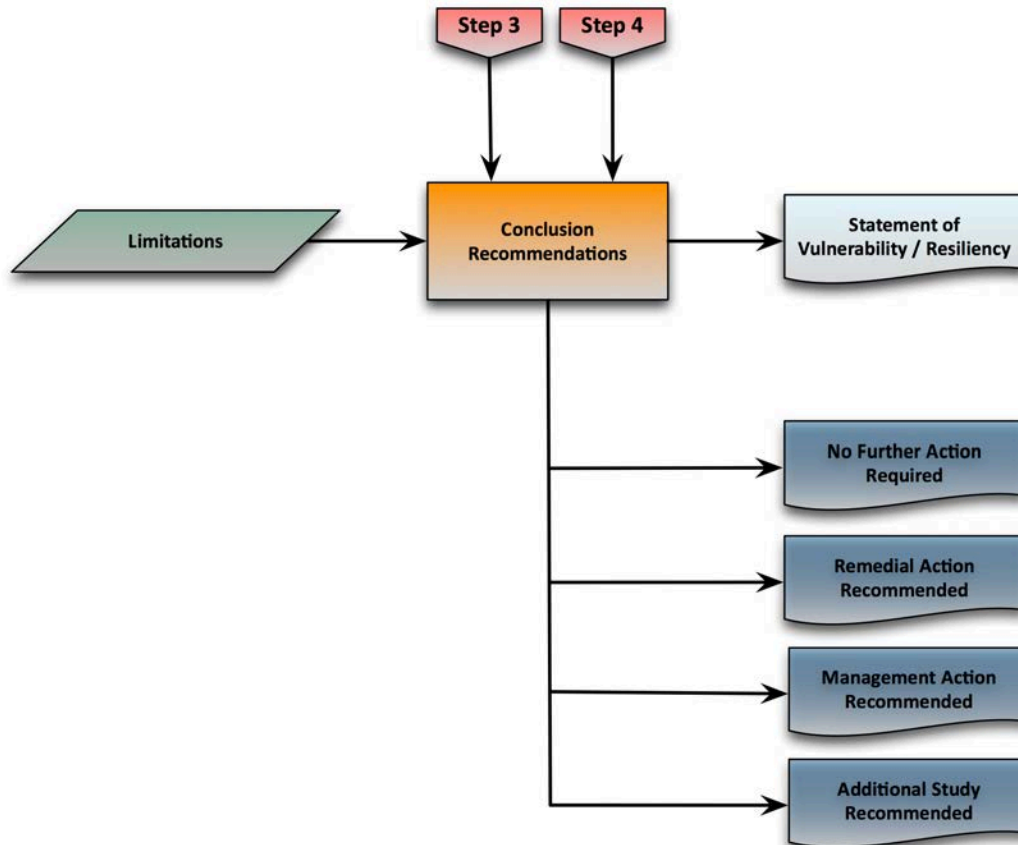 Step 3
Step 4
Limitations
Conclusion
Recommendations
Statement of
Vulnerability / Resiliency
No Further Action
Required
Remedial Action
Recommended
Management Action
Recommended
Additional Study
Recommended